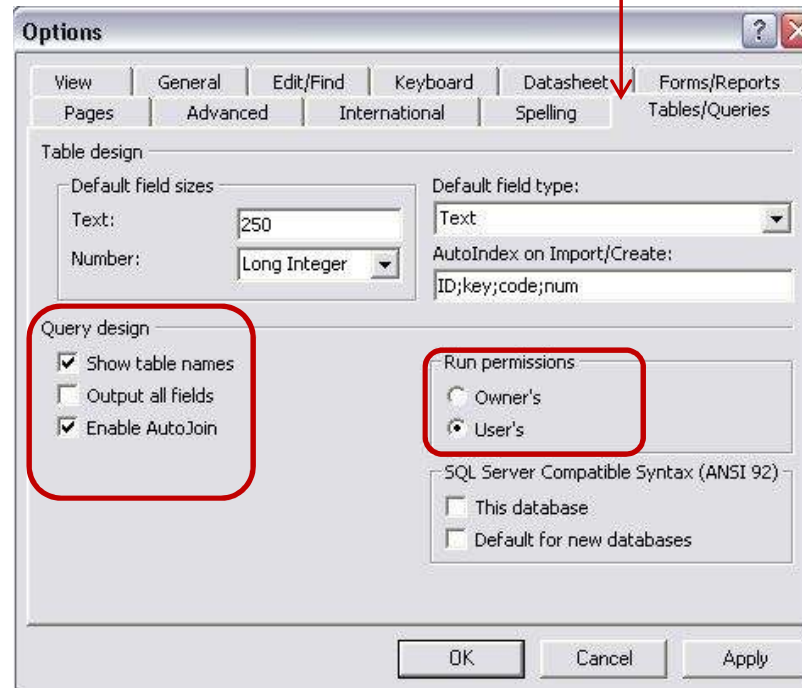 Options
View General Edit/Find Keyboard Datasheet Forms/Reports
Pages Advanced International Spelling Tables/Queries
Table design
Default field sizes
Text: 250
Number: Long Integer
Default field type:
Text
AutoIndex on Import/Create:
ID;key;code;num
Query design
Show table names
Output all fields
Enable AutoJoin
Run permissions
Owner's
User's
SQL Server Compatible Syntax (ANSI 92)
This database
Default for new databases
OK Cancel Apply